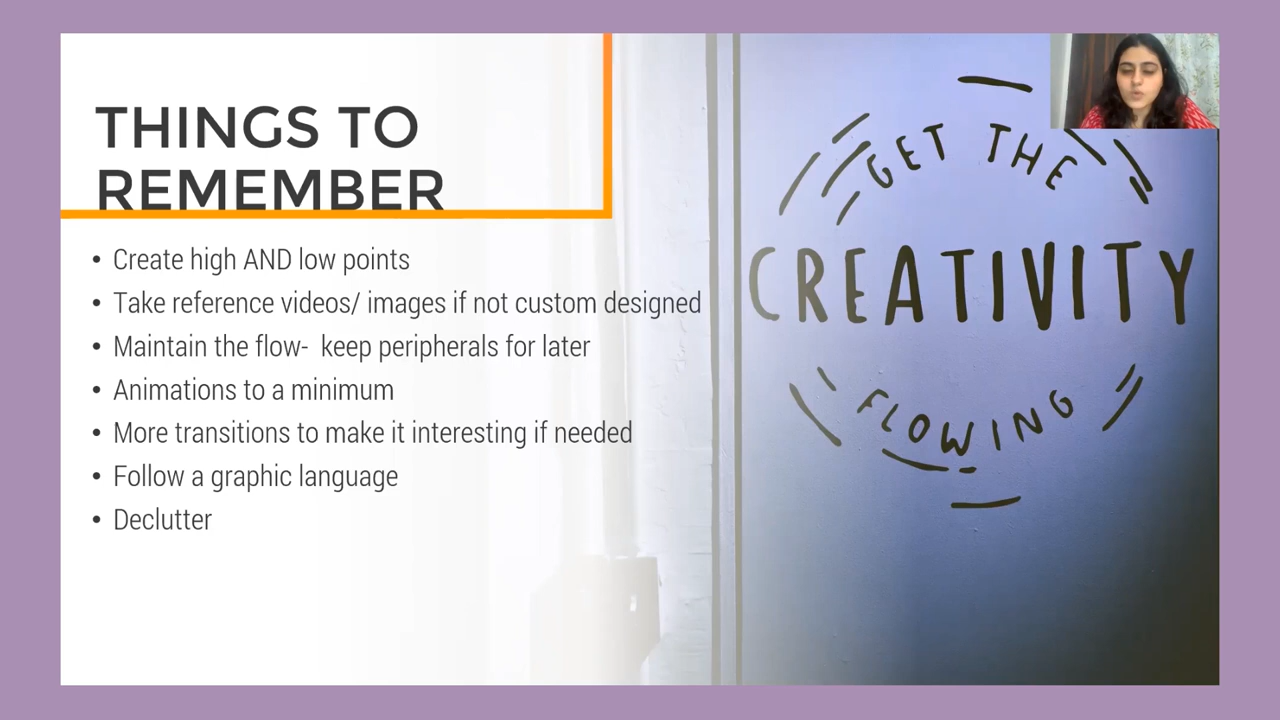 THINGS TO
REMEMBER
• Create high AND low points
• Take reference videos/ images if not custom designed
• Maintain the flow-  keep peripherals for later
• Animations to a minimum
• More transitions to make it interesting if needed
• Follow a graphic language
• Declutter
GET THE
CREATIVITY
FLOWING